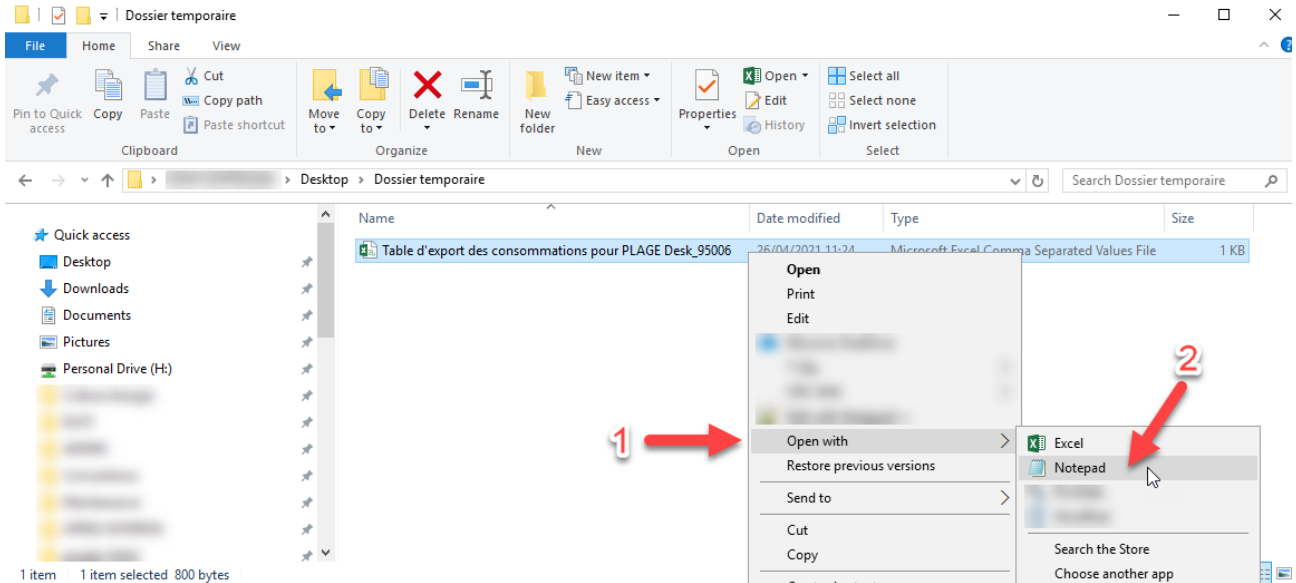 Dossier temporaire
File Home Share View
Pin to Quick access
Copy
Paste
Cut
Copy path
Paste shortcut
Move to
Copy to
Delete
Rename
New folder
New item
Easy access
Properties
Open
Edit
History
Select all
Select none
Invert selection
Clipboard Organize New Open Select
Desktop Dossier temporaire
Search Dossier temporaire
Name Date modified Type Size
Quick access
Desktop
Downloads
Documents
Pictures
Personal Drive (H:)
Table d'export des consommations pour PLAGE Desk_95006 26/04/2021 11:24 Microsoft Excel Comma Separated Values File 1 KB
Open
Print
Edit
1
Open with
Restore previous versions
Send to
Cut
Copy
2
Excel
Notepad
Search the Store
Choose another app
1 item 1 item selected 800 bytes